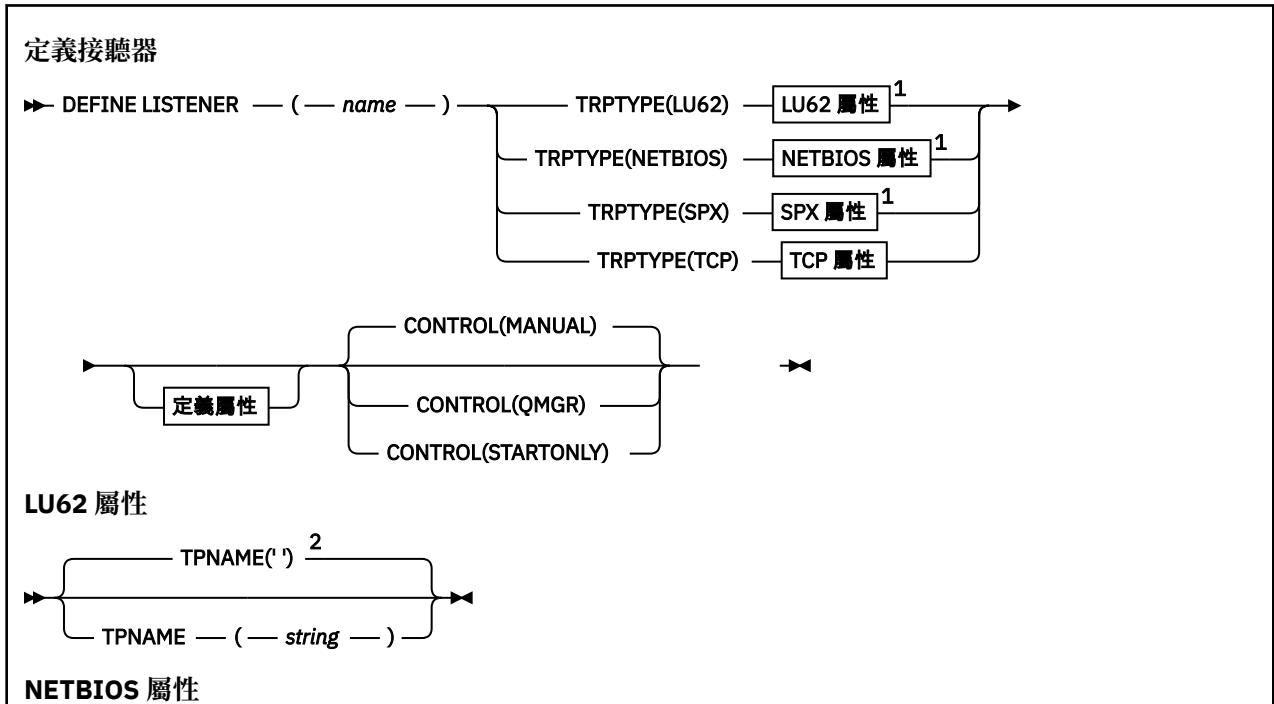 定義接聽器
DEFINE LISTENER ( name ) TRPTYPE(LU62) LU62 屬性 1
TRPTYPE(NETBIOS) NETBIOS 屬性 1
TRPTYPE(SPX) SPX 屬性 1
TRPTYPE(TCP) TCP 屬性
CONTROL(MANUAL)
定義屬性
CONTROL(QMGR)
CONTROL(STARTONLY)
LU62 屬性
TPNAME(' ') 2
TPNAME ( string )
NETBIOS 屬性